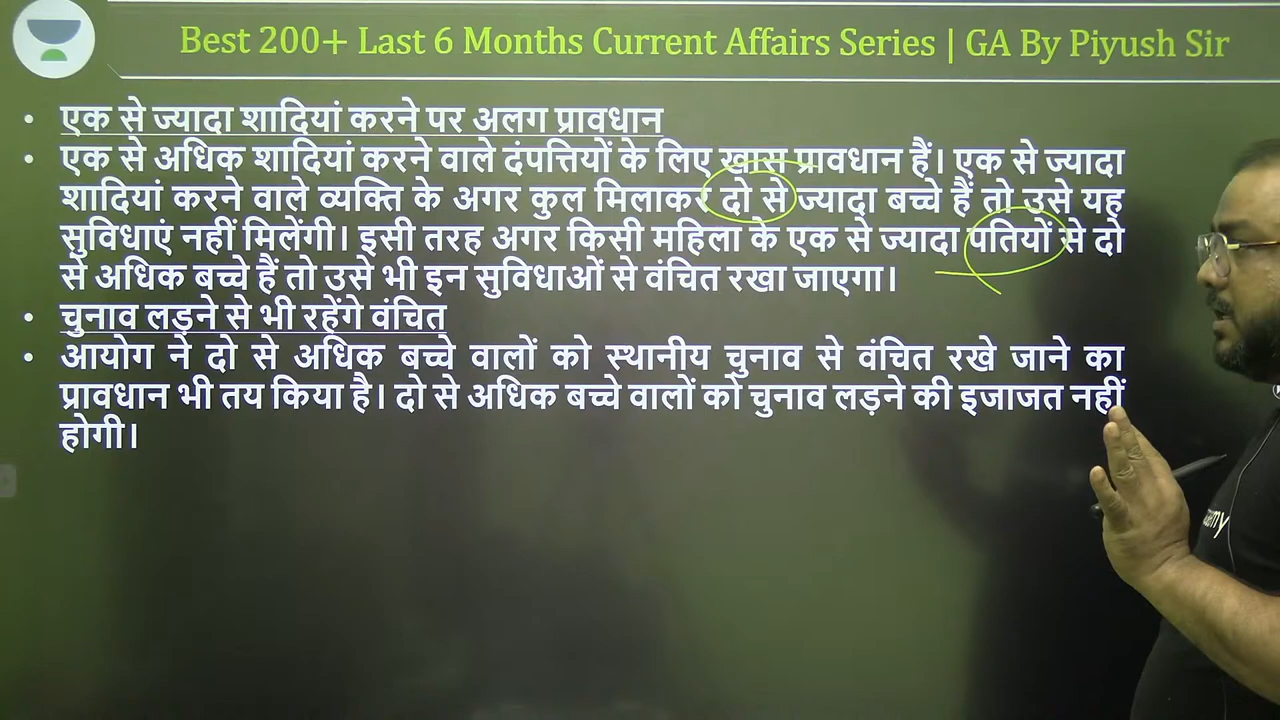 Best 200+ Last 6 Months Current Affairs Series | GA By Piyush Sir
• एक से ज्यादा शादियां करने पर अलग प्रावधान
• एक से अधिक शादियां करने वाले दंपत्तियों के लिए खास प्रावधान हैं। एक से ज्यादा
शादियां करने वाले व्यक्ति के अगर कुल मिलाकर दो से ज्यादा बच्चे हैं तो उसे यह
सुविधाएं नहीं मिलेंगी। इसी तरह अगर किसी महिला के एक से ज्यादा पतियों से दो
से अधिक बच्चे हैं तो उसे भी इन सुविधाओं से वंचित रखा जाएगा।
• चुनाव लड़ने से भी रहेंगे वंचित
• आयोग ने दो से अधिक बच्चे वालों को स्थानीय चुनाव से वंचित रखे जाने का
प्रावधान भी तय किया है। दो से अधिक बच्चे वालों को चुनाव लड़ने की इजाजत नहीं
होगी।